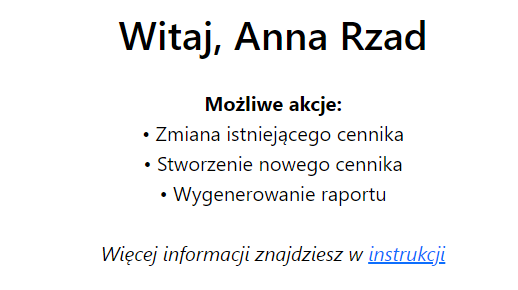 Witaj, Anna Rzad
Możliwe akcje:
• Zmiana istniejącego cennika
• Stworzenie nowego cennika
• Wygenerowanie raportu
Więcej informacji znajdziesz w instrukcji